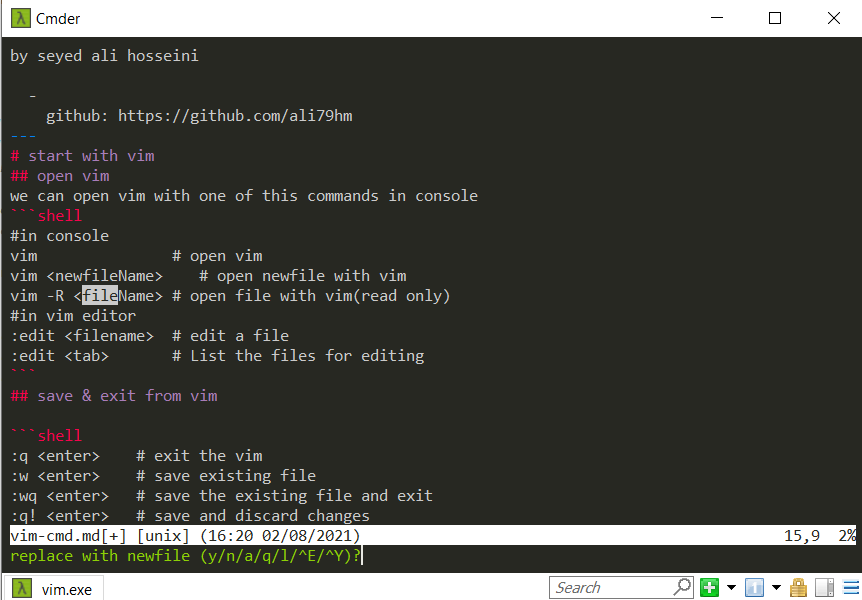 Cmder
by seyed ali hosseini
-
github: https://github.com/ali79hm
---
# start with vim
## open vim
we can open vim with one of this commands in console
```shell
#in console
vim # open vim
vim <newfileName> # open newfile with vim
vim -R <fileName> # open file with vim(read only)
#in vim editor
:edit <filename> # edit a file
:edit <tab> # List the files for editing
```
## save & exit from vim
```shell
:q <enter> # exit the vim
:w <enter> # save existing file
:wq <enter> # save the existing file and exit
:q! <enter> # save and discard changes
vim-cmd.md[+] [unix] (16:20 02/08/2021) 15,9 2%
replace with newfile (y/n/a/q/l/^E/^Y)?
vim.exe Search